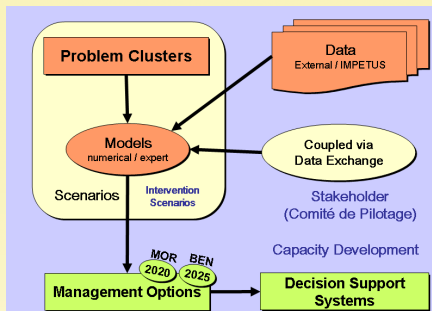 Problem Clusters
Data
External / IMPETUS
Models
numerical / expert
Coupled via
Data Exchange
Scenarios
Intervention
Scenarios
Stakeholder
(Comité de Pilotage)
Capacity Development
MOR
2020
BEN
2025
Management Options
Decision Support
Systems